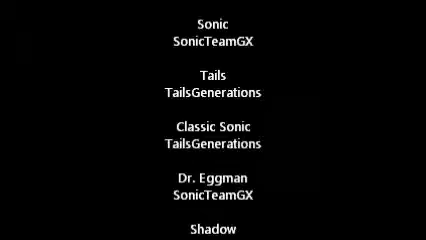 Sonic
SonicTeamGX
Tails
TailsGenerations
Classic Sonic
TailsGenerations
Dr. Eggman
SonicTeamGX
Shadow